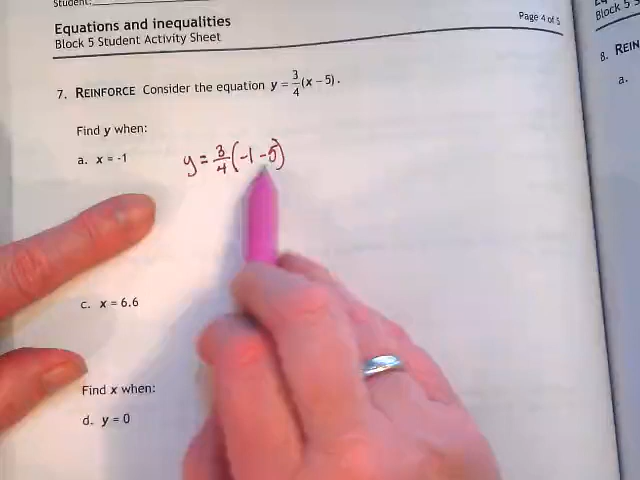 Student:
Equations and inequalities
Page 4 of 5
Block 5 Student Activity Sheet
7. REINFORCE Consider the equation y = 3/4 (x – 5).
Find y when:
a. x = -1
y = 3/4 (-1 - 5)
c. x = 6.6
Find x when:
d. y = 0
Block 5
8. REIN
a.